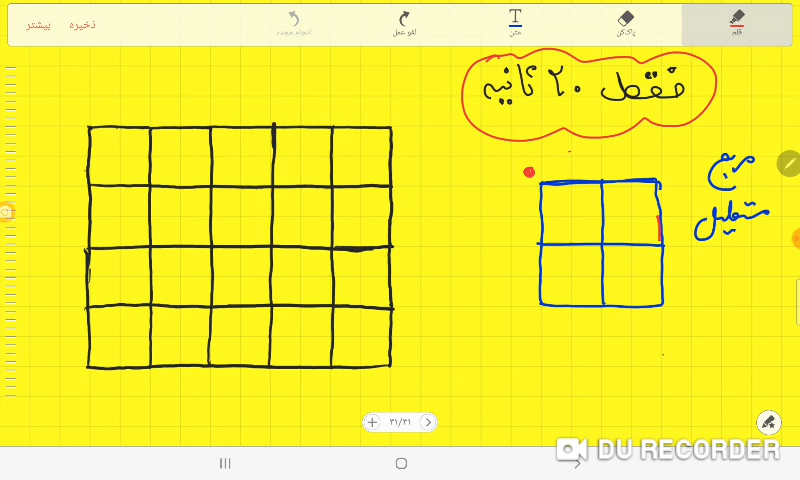 ذخیره
بیشتر
انجام مجدد
لغو عمل
متن
پاک‌کن
قلم
فقط ۲۰ ثانیه
مربع
مستطیل
۳۱/۳۱
DU RECORDER